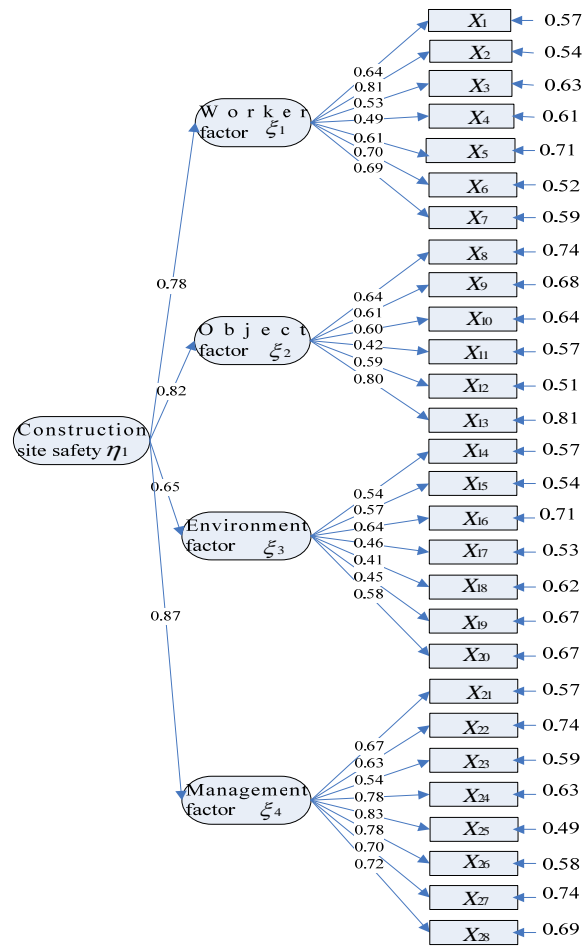 X1 0.57
X2 0.54
X3 0.63
X4 0.61
X5 0.71
X6 0.52
X7 0.59
0.64
0.81
0.53
0.49
0.61
0.70
0.69
Worker
factor ξ1
0.78
X8 0.74
X9 0.68
X10 0.64
X11 0.57
X12 0.51
X13 0.81
0.64
0.61
0.60
0.42
0.59
0.80
Object
factor ξ2
0.82
Construction
site safety η1
X14 0.57
X15 0.54
X16 0.71
X17 0.53
X18 0.62
X19 0.67
X20 0.67
0.54
0.57
0.64
0.46
0.41
0.45
0.58
0.65
Environment
factor ξ3
0.87
X21 0.57
X22 0.74
X23 0.59
X24 0.63
X25 0.49
X26 0.58
X27 0.74
X28 0.69
0.67
0.63
0.54
0.78
0.83
0.78
0.70
0.72
Management
factor ξ4